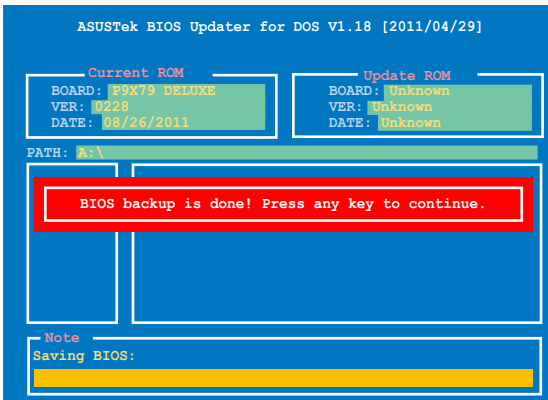 ASUSTek BIOS Updater for DOS V1.18 [2011/04/29]
Current ROM
BOARD: P9X79 DELUXE
VER: 0228
DATE: 08/26/2011
Update ROM
BOARD: Unknown
VER: Unknown
DATE: Unknown
PATH: A:\
BIOS backup is done! Press any key to continue.
Note
Saving BIOS: